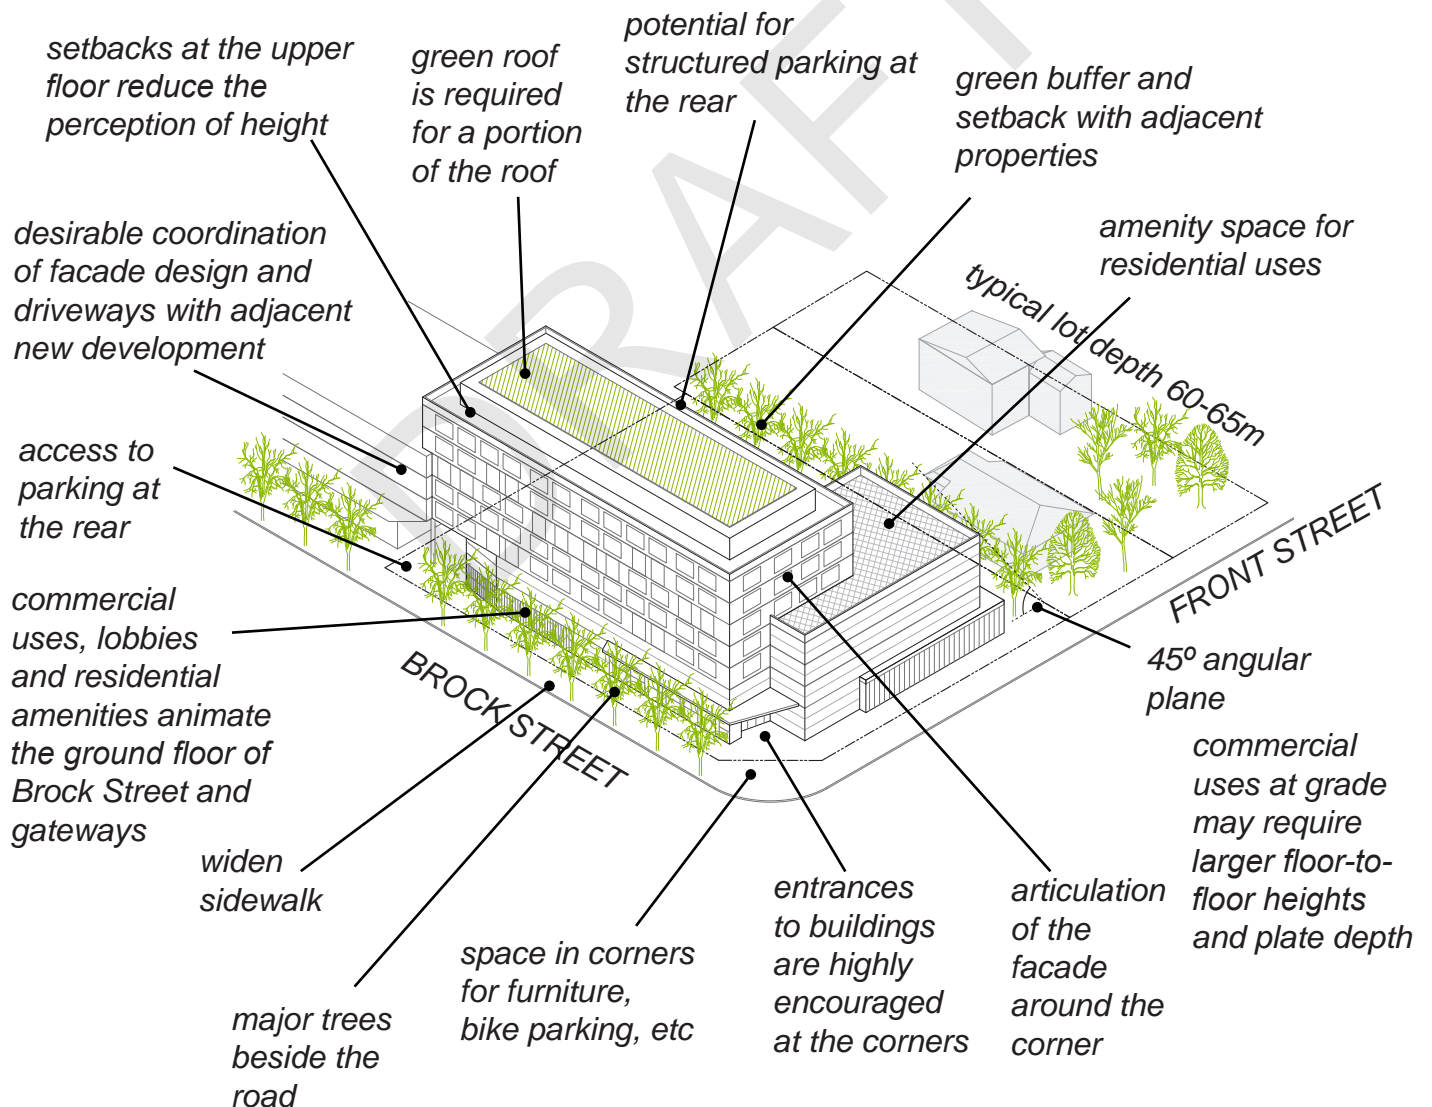 setbacks at the upper
floor reduce the
perception of height
green roof
is required
for a portion
of the roof
potential for
structured parking at
the rear
green buffer and
setback with adjacent
properties
desirable coordination
of facade design and
driveways with adjacent
new development
amenity space for
residential uses
typical lot depth 60-65m
access to
parking at
the rear
FRONT STREET
commercial
uses, lobbies
and residential
amenities animate
the ground floor of
Brock Street and
gateways
BROCK STREET
45º angular
plane
commercial
uses at grade
may require
larger floor-to-
floor heights
and plate depth
widen
sidewalk
major trees
beside the
road
space in corners
for furniture,
bike parking, etc
entrances
to buildings
are highly
encouraged
at the corners
articulation
of the
facade
around the
corner
DRAFT